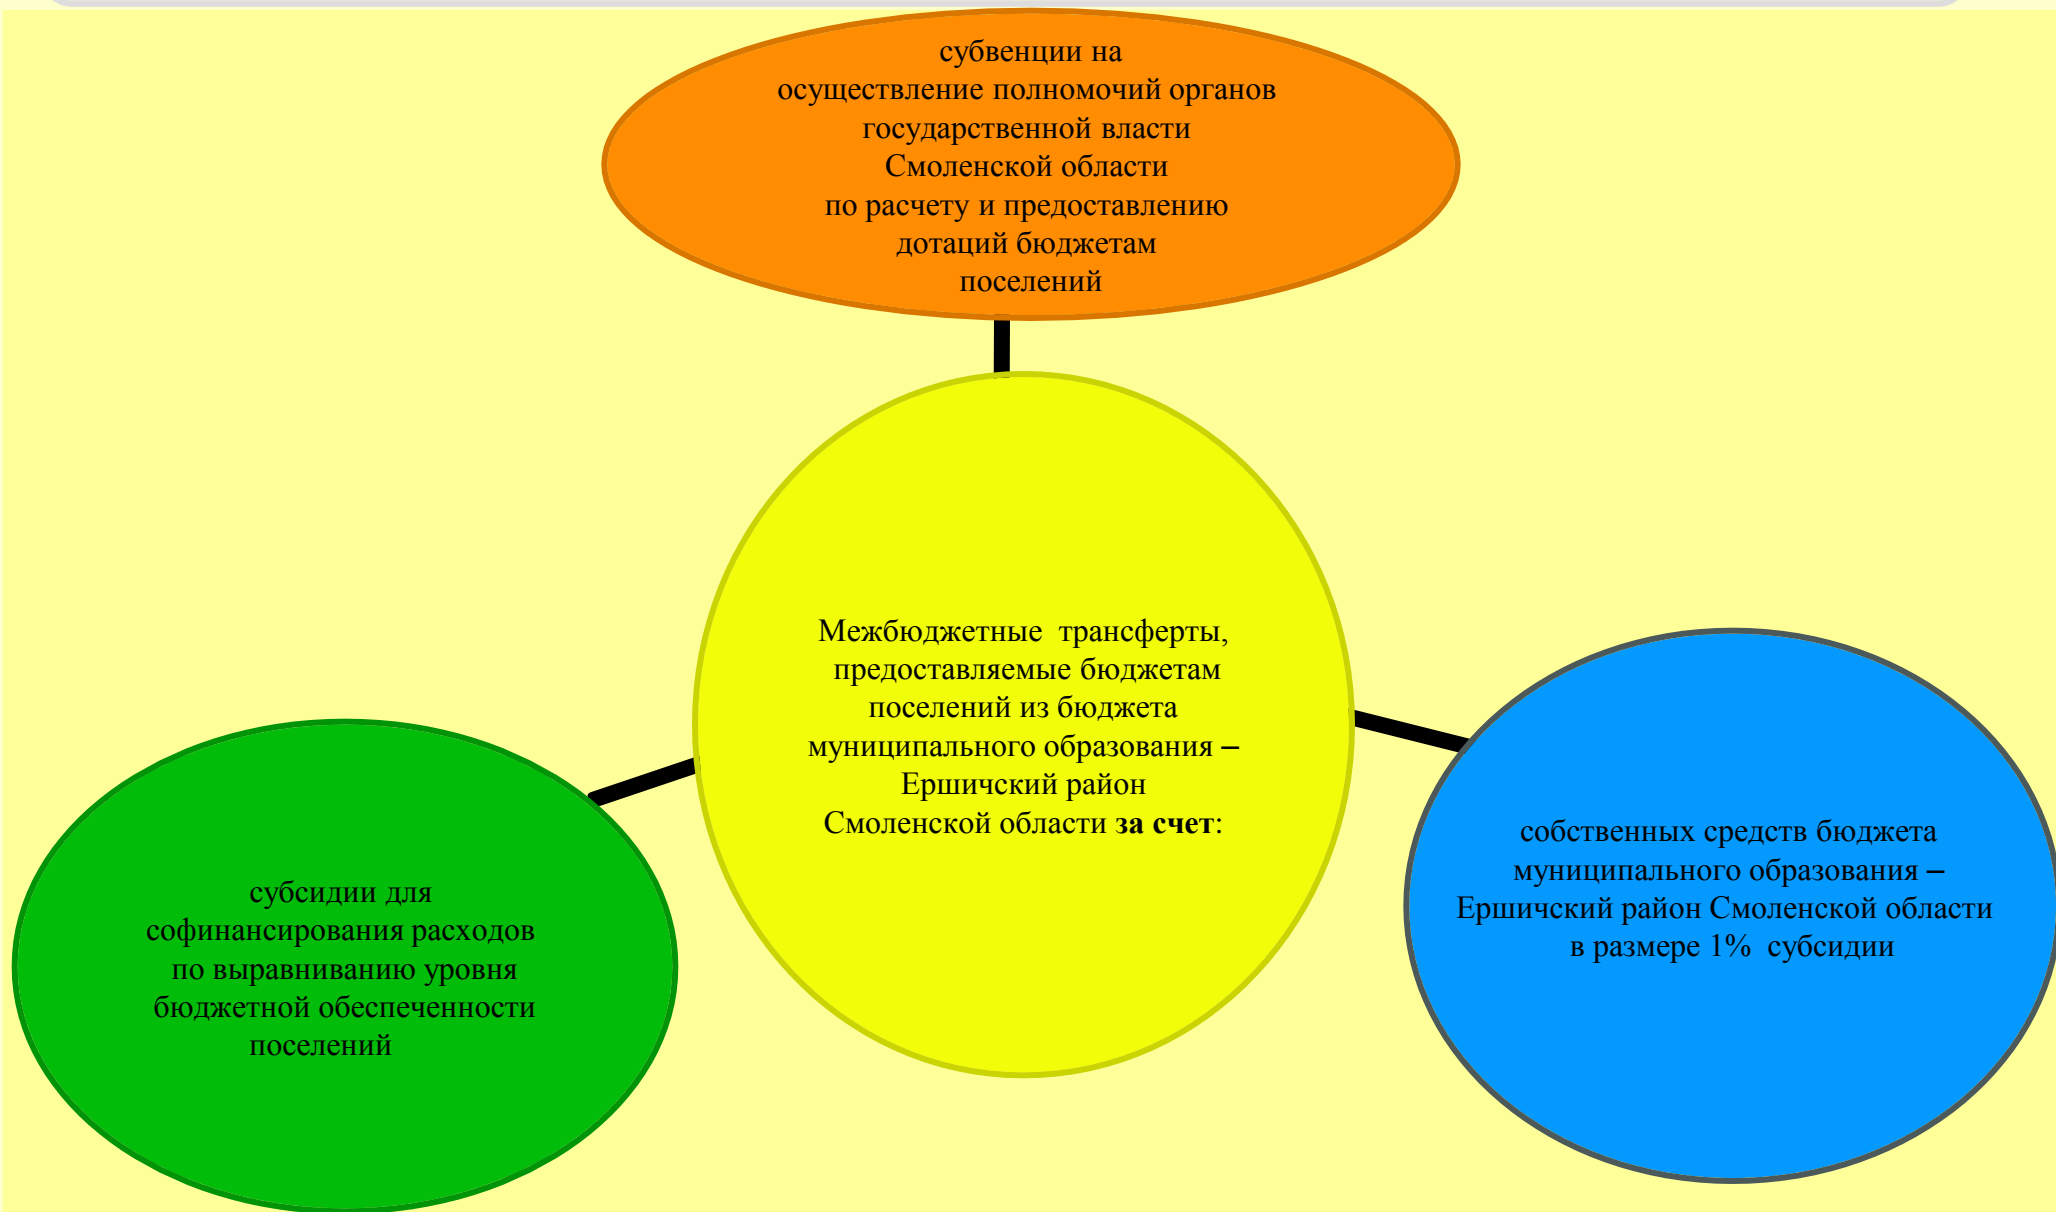 субвенции на
осуществление полномочий органов
государственной власти
Смоленской области
по расчету и предоставлению
дотаций бюджетам
поселений
Межбюджетные трансферты,
предоставляемые бюджетам
поселений из бюджета
муниципального образования –
Ершичский район
Смоленской области за счет:
собственных средств бюджета
муниципального образования –
Ершичский район Смоленской области
в размере 1% субсидии
субсидии для
софинансирования расходов
по выравниванию уровня
бюджетной обеспеченности
поселений